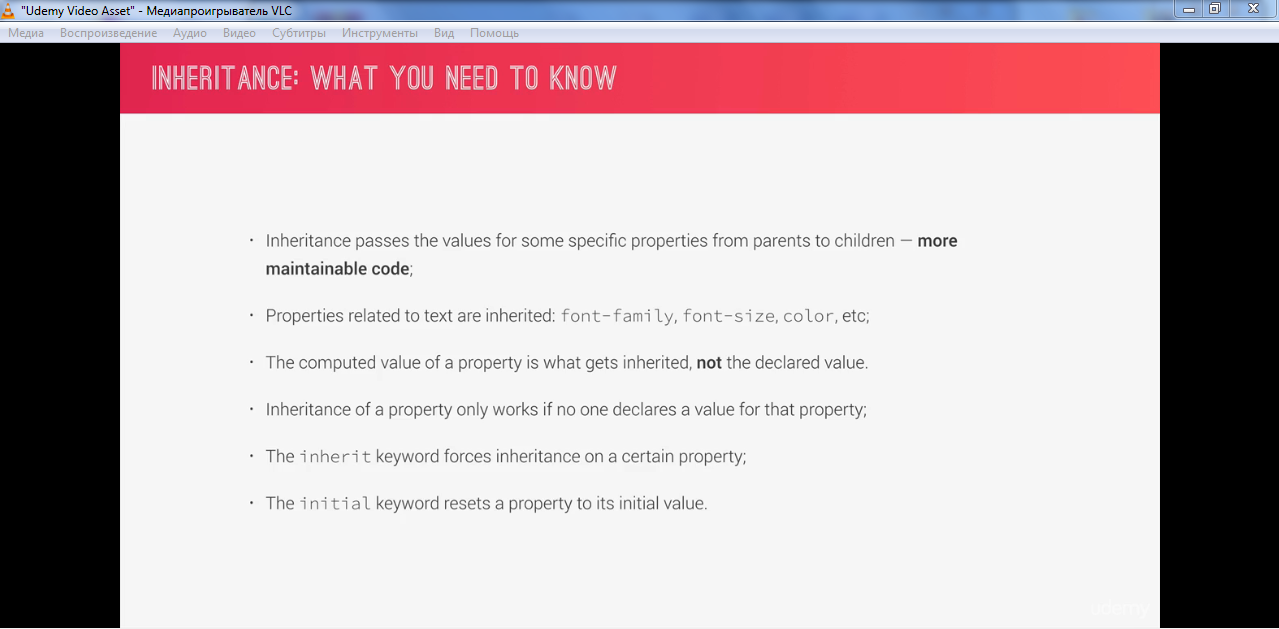 "Udemy Video Asset" - Медиапроигрыватель VLC
Медиа Воспроизведение Аудио Видео Субтитры Инструменты Вид Помощь
INHERITANCE: WHAT YOU NEED TO KNOW
• Inheritance passes the values for some specific properties from parents to children — more
maintainable code;
• Properties related to text are inherited: font-family, font-size, color, etc;
• The computed value of a property is what gets inherited, not the declared value.
• Inheritance of a property only works if no one declares a value for that property;
• The inherit keyword forces inheritance on a certain property;
• The initial keyword resets a property to its initial value.
udemy